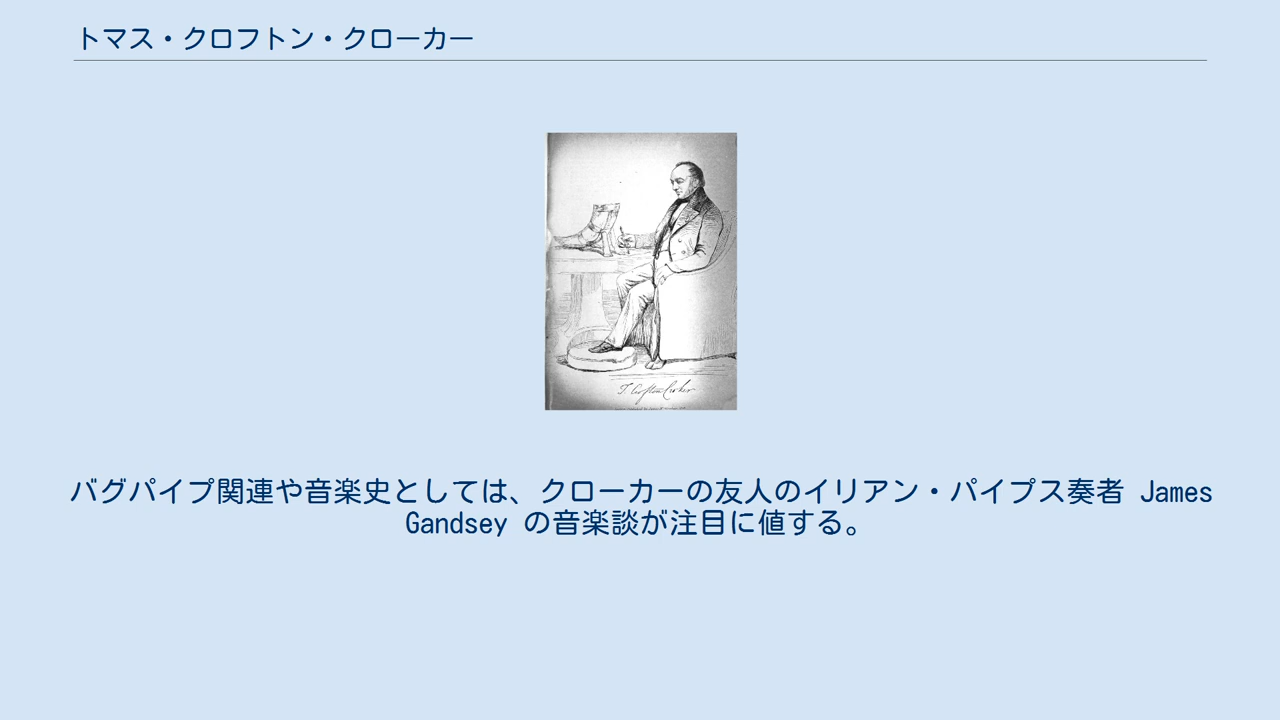 トマス・クロフトン・クローカー
T. Crofton Croker
バグパイプ関連や音楽史としては、クローカーの友人のイリアン・パイプス奏者 James
Gandsey の音楽談が注目に値する。